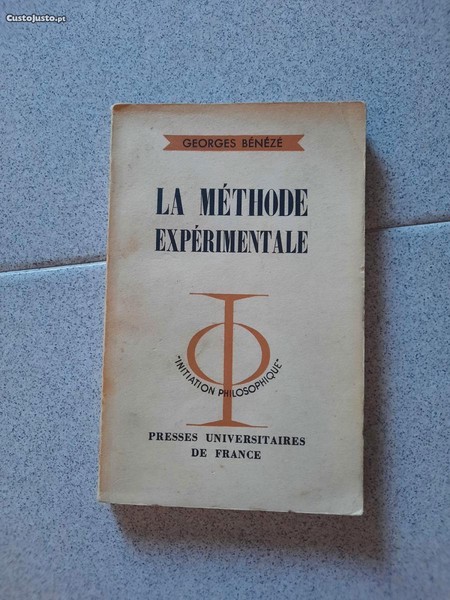 CustoJusto.pt
GEORGES BÉNÉZÉ
LA MÉTHODE
EXPÉRIMENTALE
"INITIATION PHILOSOPHIQUE"
PRESSES UNIVERSITAIRES
DE FRANCE